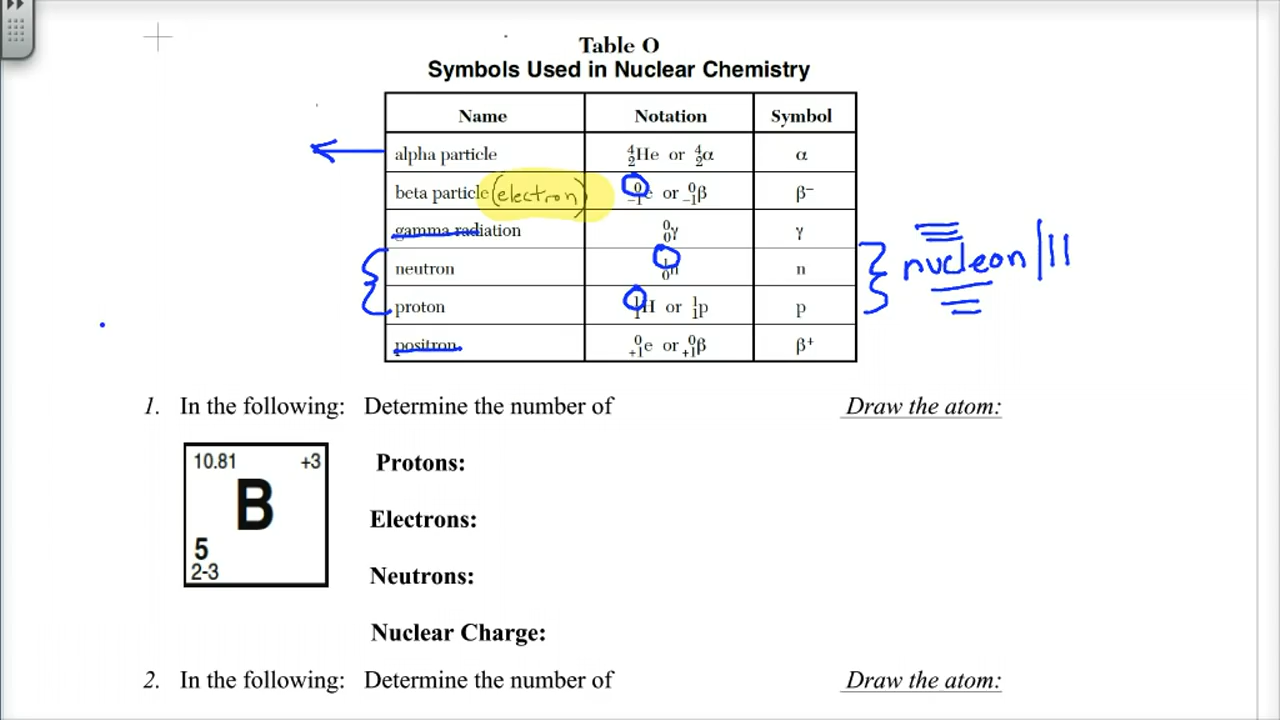 Table O
Symbols Used in Nuclear Chemistry
Name Notation Symbol
alpha particle ⁴₂He or ⁴₂α α
beta particle (electron) ⁰₋₁e or ⁰₋₁β β⁻
gamma radiation ⁰₀γ γ
neutron ¹₀n n
proton ¹₁H or ¹₁p p
positron ⁰₊₁e or ⁰₊₁β β⁺
nucleon
1. In the following: Determine the number of Draw the atom:
10.81 +3
B
5
2-3
Protons:
Electrons:
Neutrons:
Nuclear Charge:
2. In the following: Determine the number of Draw the atom: